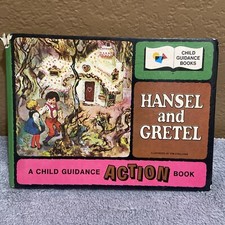 CHILD
GUIDANCE
BOOKS
HANSEL
and
GRETEL
A CHILD GUIDANCE ACTION BOOK